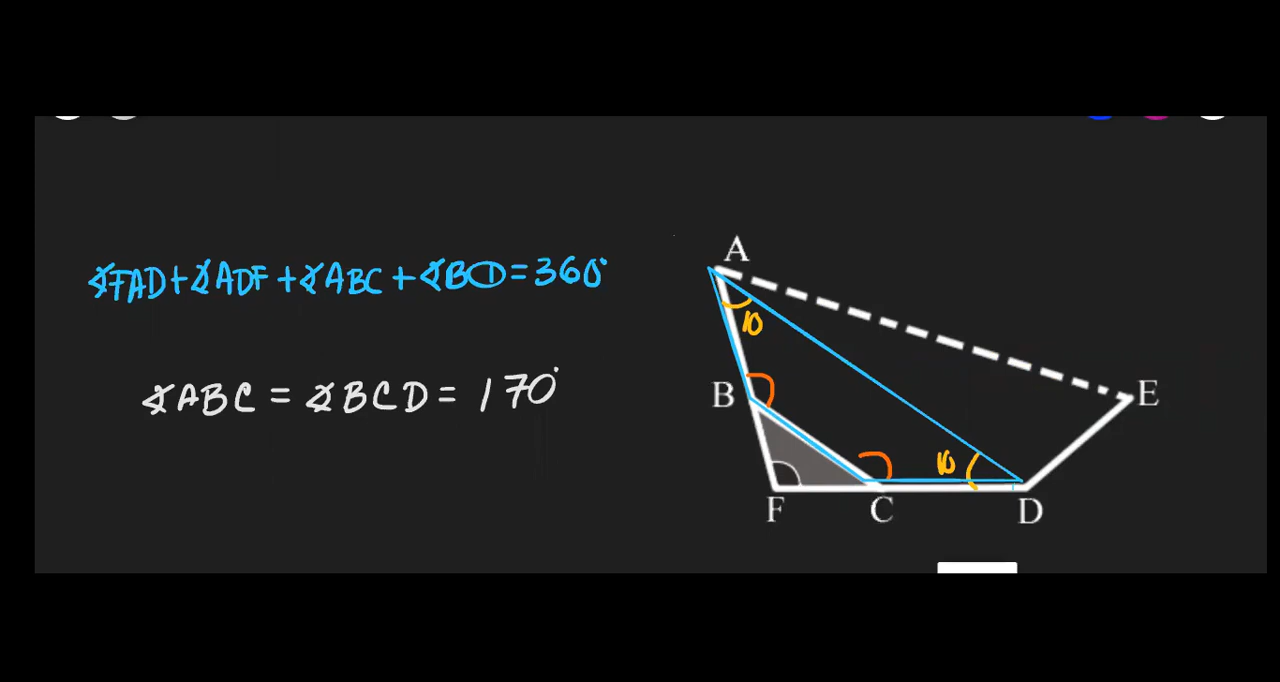 ∢FAD+∢ADF+∢ABC+∢BCD=360°
∢ABC = ∢BCD = 170°
A
10
B
E
10
F
C
D